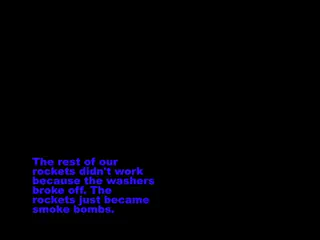 The rest of our
rockets didn't work
because the washers
broke off. The
rockets just became
smoke bombs.